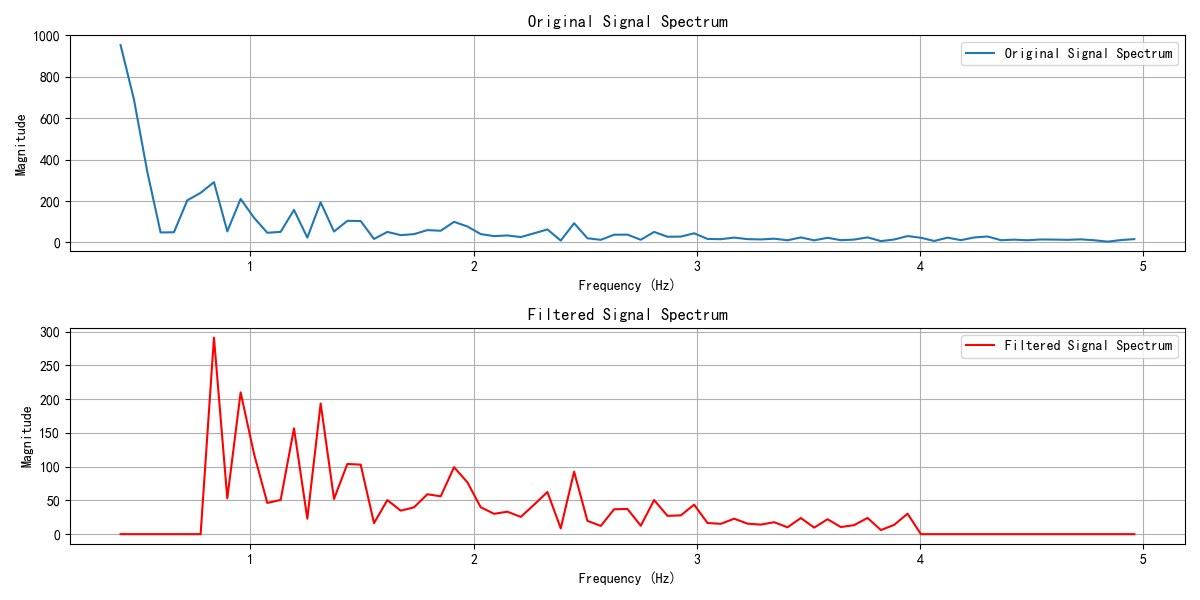 Original Signal Spectrum
1000
800
600
400
200
0
Magnitude
Original Signal Spectrum
1 2 3 4 5
Frequency (Hz)
Filtered Signal Spectrum
300
250
200
150
100
50
0
Magnitude
Filtered Signal Spectrum
1 2 3 4 5
Frequency (Hz)